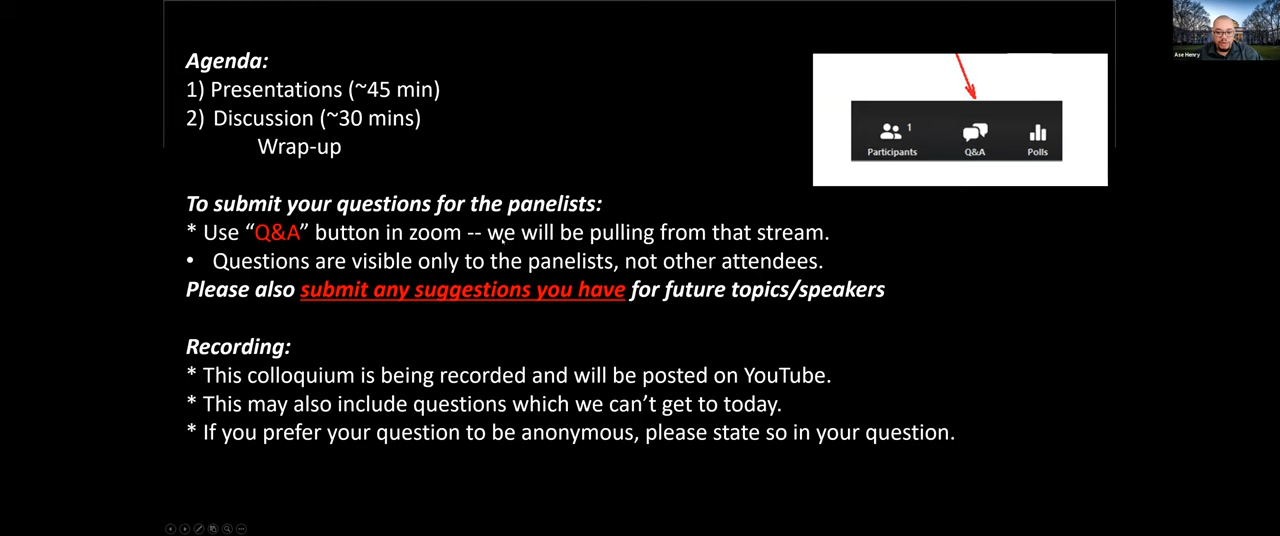 Agenda:
1) Presentations (~45 min)
2) Discussion (~30 mins)
Wrap-up
To submit your questions for the panelists:
* Use “Q&A” button in zoom -- we will be pulling from that stream.
• Questions are visible only to the panelists, not other attendees.
Please also submit any suggestions you have for future topics/speakers
Recording:
* This colloquium is being recorded and will be posted on YouTube.
* This may also include questions which we can’t get to today.
* If you prefer your question to be anonymous, please state so in your question.
1
Participants Q&A Polls
Ase Henry